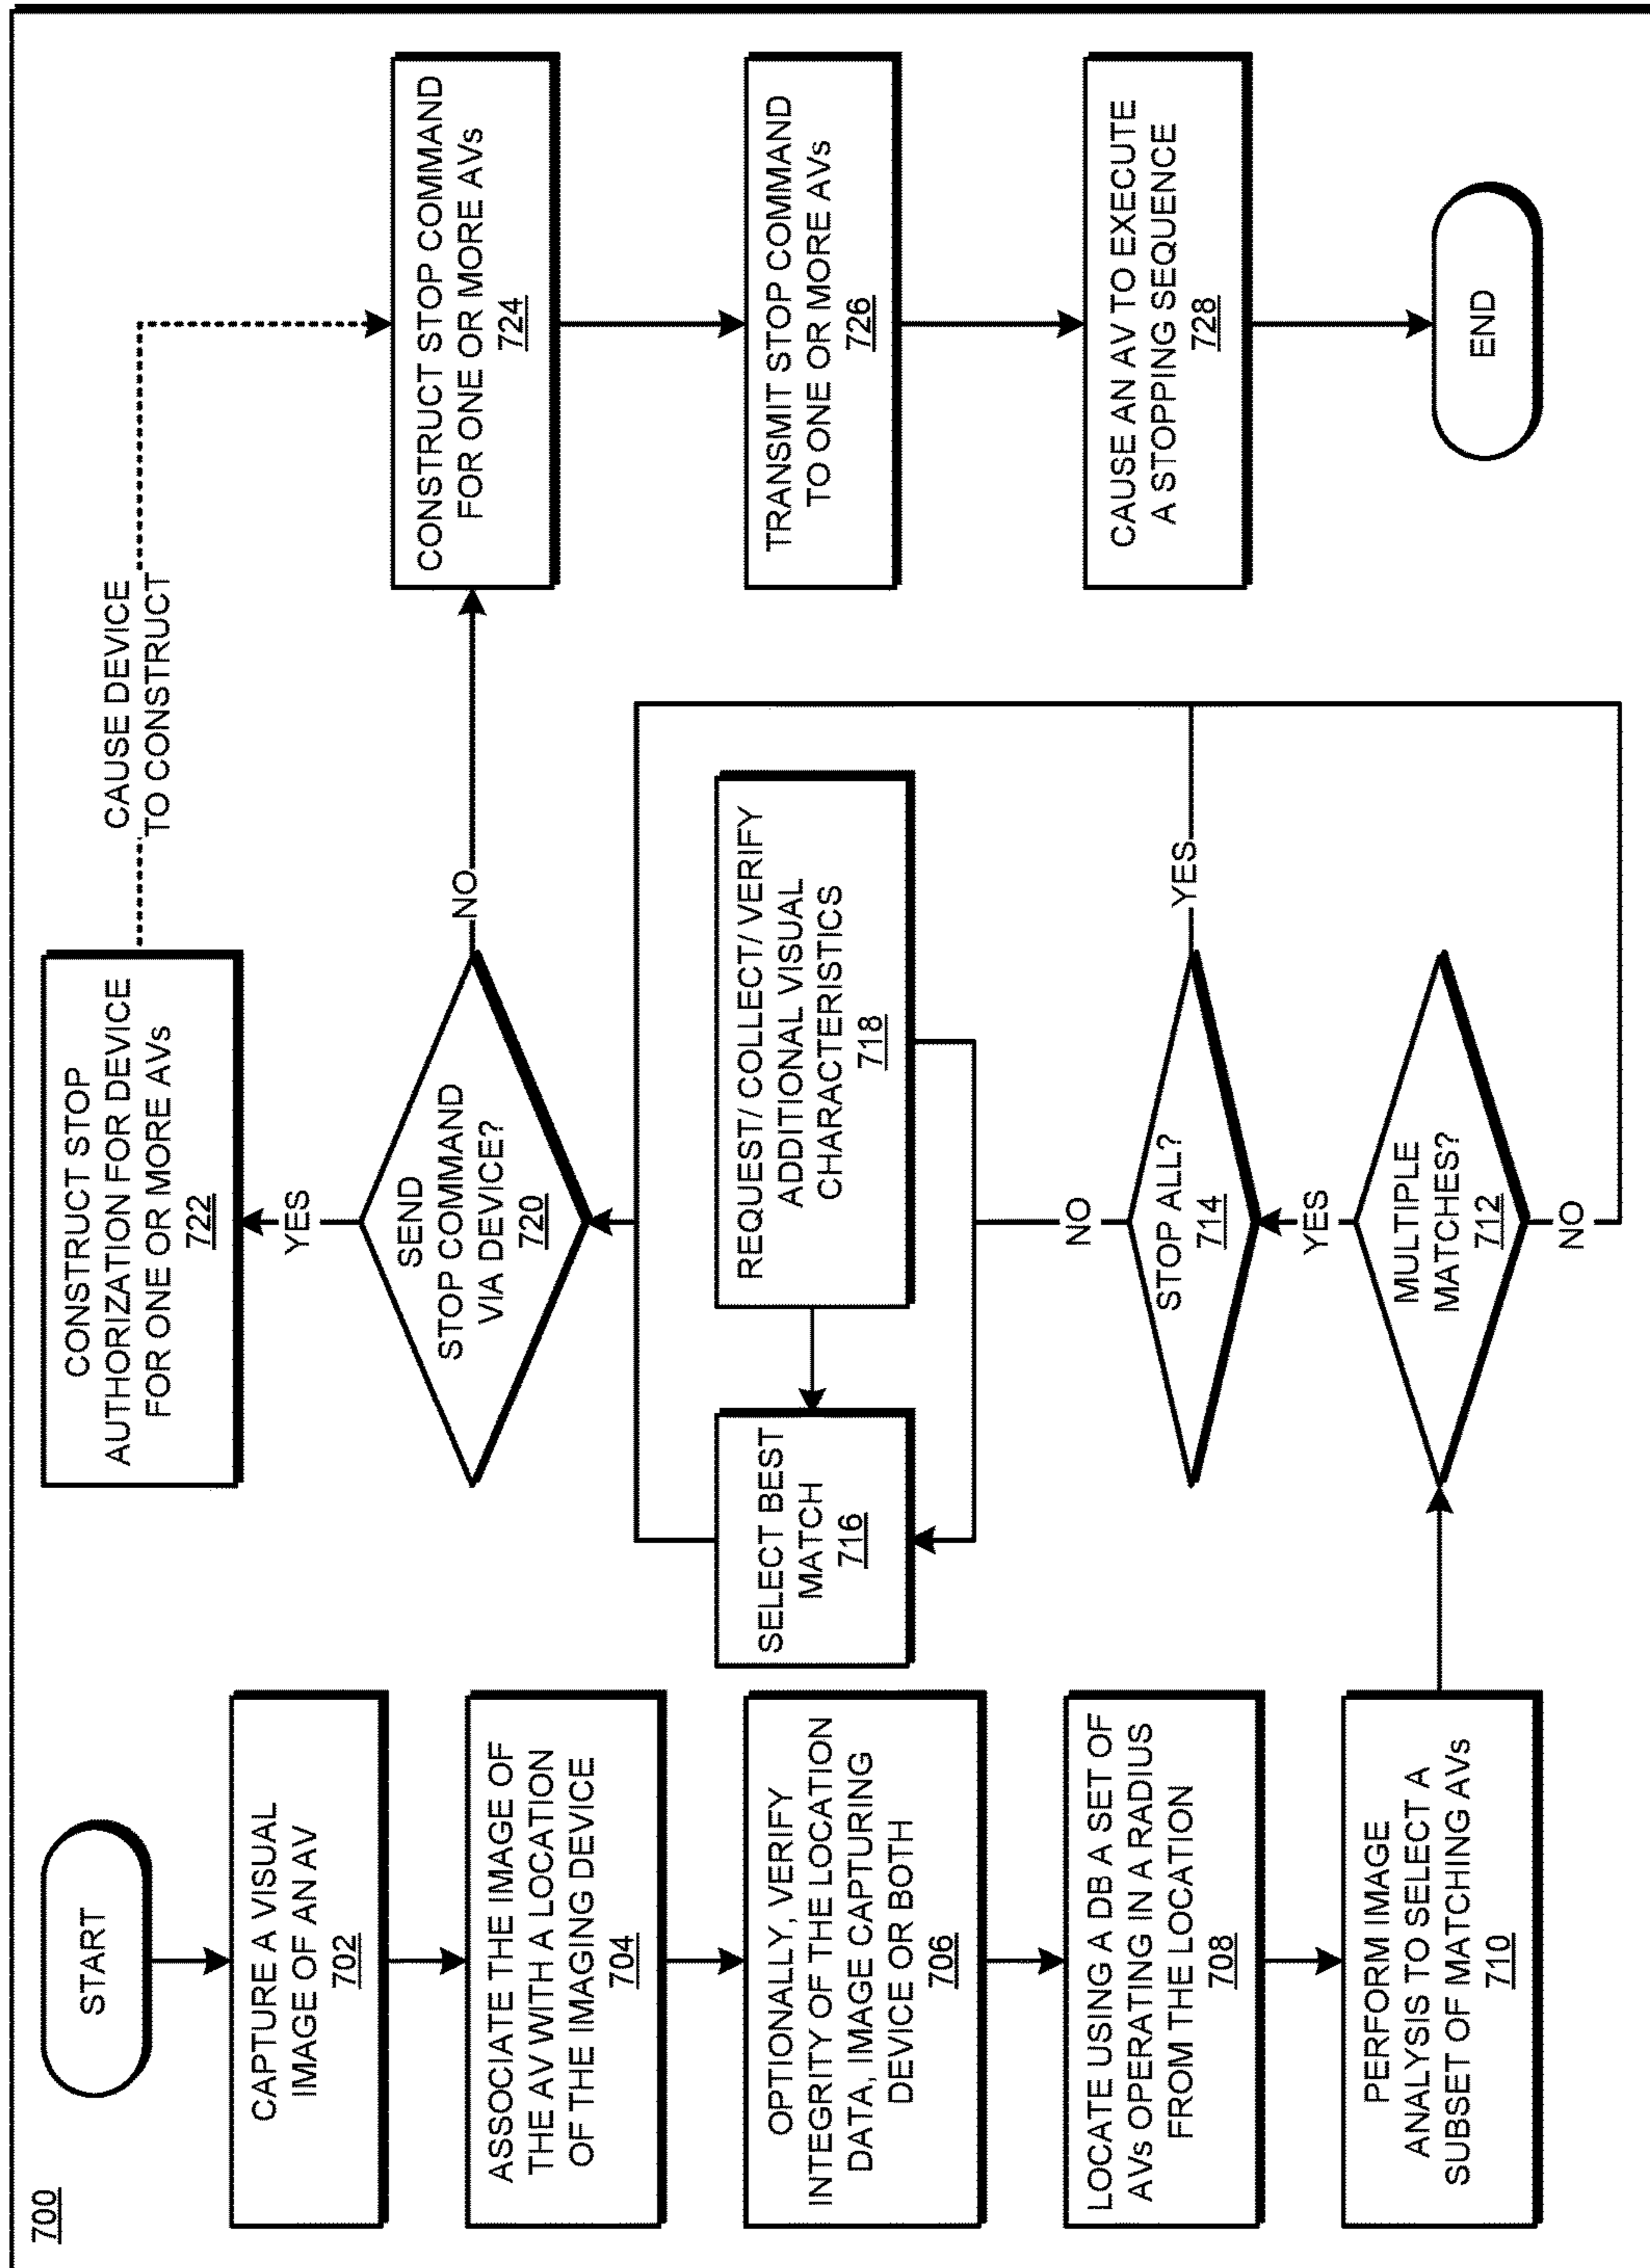 700
START
CAPTURE A VISUAL
IMAGE OF AN AV
702
ASSOCIATE THE IMAGE OF
THE AV WITH A LOCATION
OF THE IMAGING DEVICE
704
OPTIONALLY, VERIFY
INTEGRITY OF THE LOCATION
DATA, IMAGE CAPTURING
DEVICE OR BOTH
706
LOCATE USING A DB A SET OF
AVs OPERATING IN A RADIUS
FROM THE LOCATION
708
PERFORM IMAGE
ANALYSIS TO SELECT A
SUBSET OF MATCHING AVs
710
MULTIPLE
MATCHES?
712
NO
YES
STOP ALL?
714
YES
NO
SELECT BEST
MATCH
716
REQUEST/ COLLECT/ VERIFY
ADDITIONAL VISUAL
CHARACTERISTICS
718
SEND
STOP COMMAND
VIA DEVICE?
720
NO
YES
CONSTRUCT STOP
AUTHORIZATION FOR DEVICE
FOR ONE OR MORE AVs
722
CAUSE DEVICE
TO CONSTRUCT
CONSTRUCT STOP COMMAND
FOR ONE OR MORE AVs
724
TRANSMIT STOP COMMAND
TO ONE OR MORE AVs
726
CAUSE AN AV TO EXECUTE
A STOPPING SEQUENCE
728
END